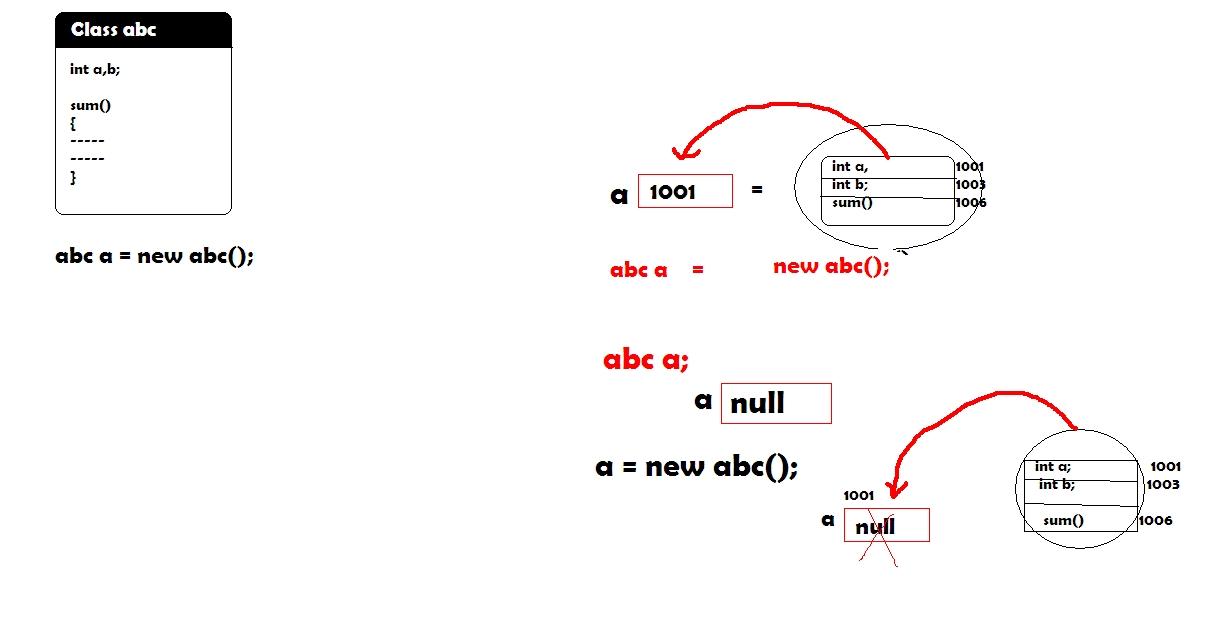 Class abc
int a,b;
sum()
{
-----
-----
}
abc a = new abc();
a 1001 =
int a, 1001
int b; 1003
sum() 1006
abc a = new abc();
abc a;
a null
a = new abc();
1001
a null
int a; 1001
int b; 1003
sum() 1006